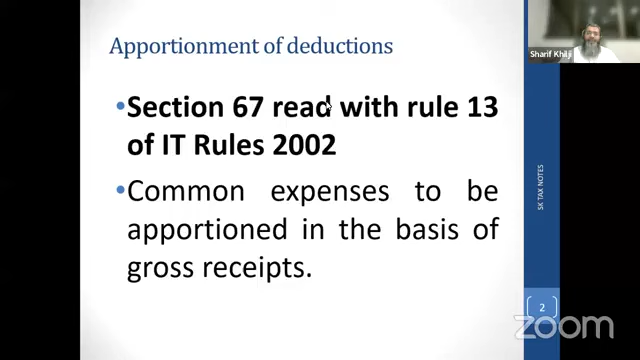 Apportionment of deductions
Sharif Khilji
•Section 67 read with rule 13
of IT Rules 2002
•Common expenses to be
apportioned in the basis of
gross receipts.
SK TAX NOTES
2
zoom